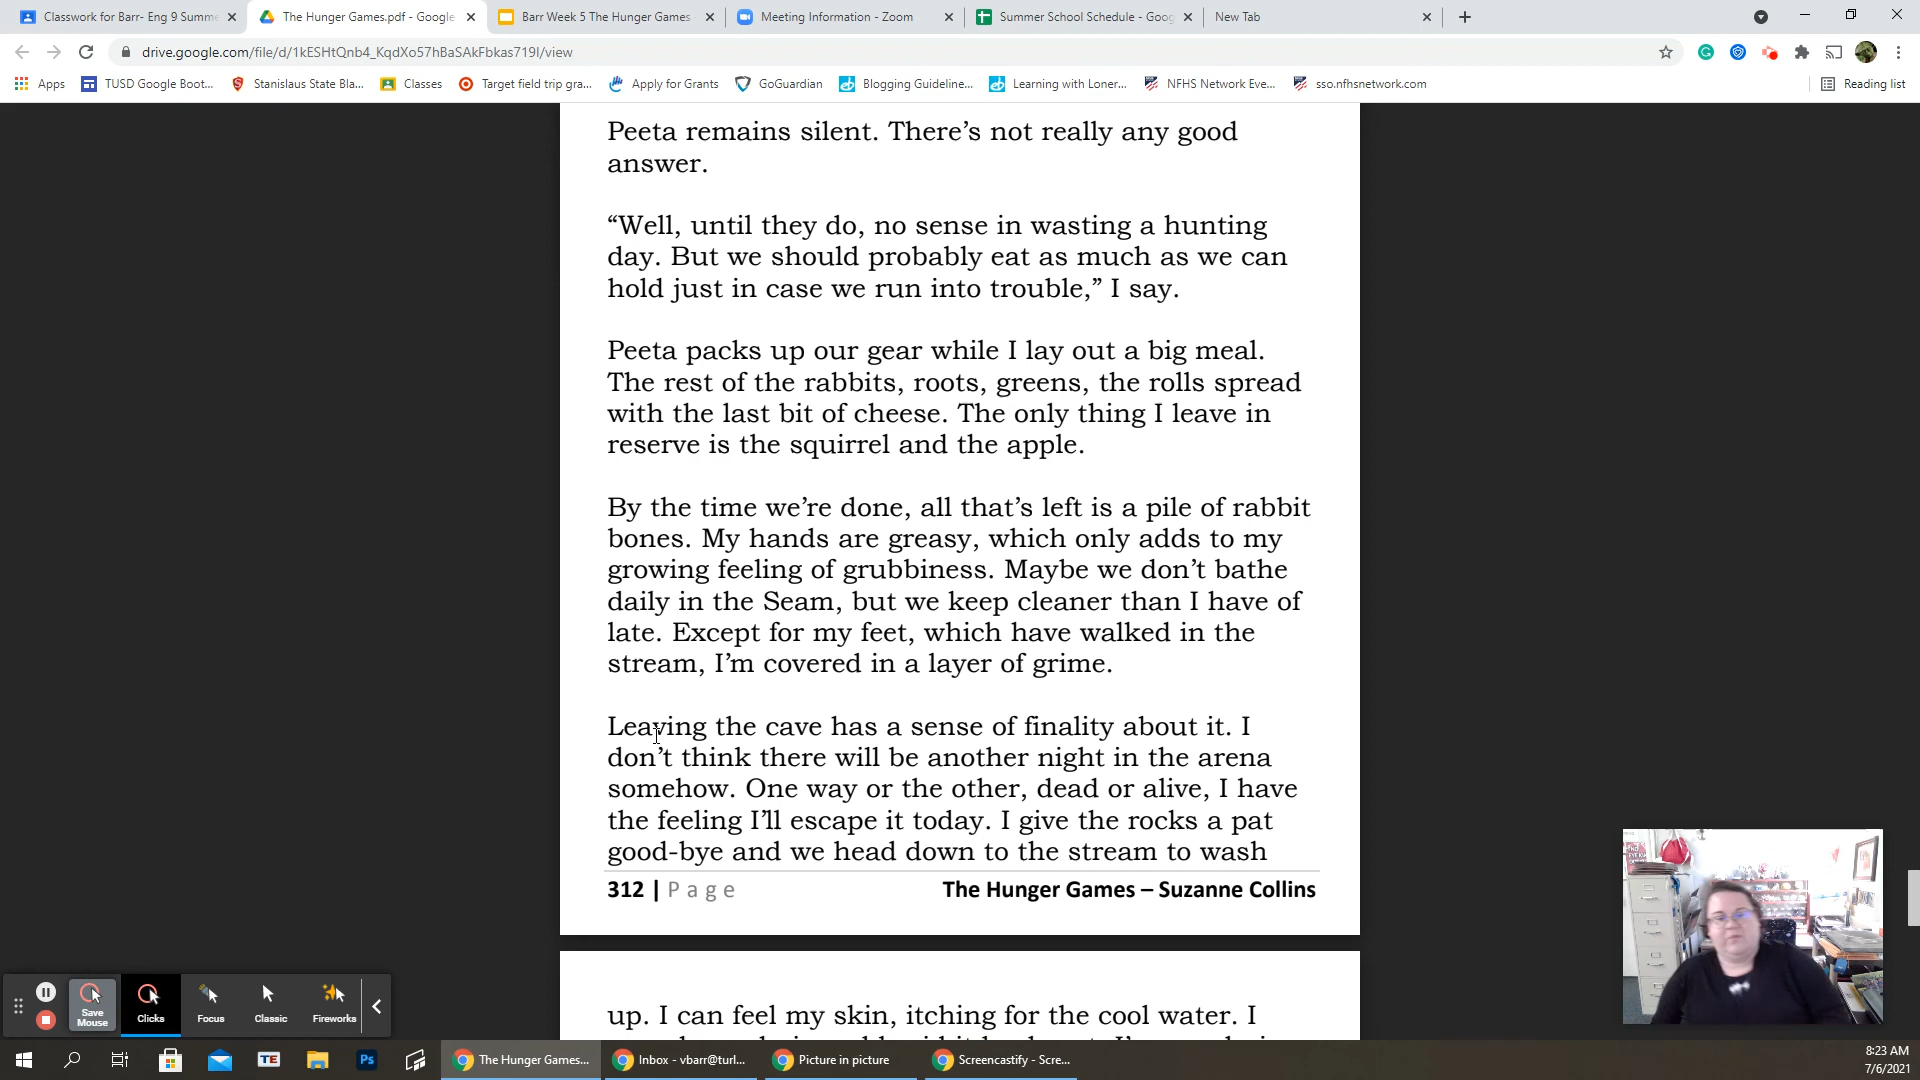 Classwork for Barr- Eng 9 Summe
The Hunger Games.pdf - Google
Barr Week 5 The Hunger Games
Meeting Information - Zoom
Summer School Schedule - Goog
New Tab
drive.google.com/file/d/1kESHtQnb4_KqdXo57hBaSAkFbkas719I/view
Apps
TUSD Google Boot...
Stanislaus State Bla...
Classes
Target field trip gra...
Apply for Grants
GoGuardian
Blogging Guideline...
Learning with Loner...
NFHS Network Eve...
sso.nfhsnetwork.com
Reading list
Peeta remains silent. There’s not really any good
answer.
“Well, until they do, no sense in wasting a hunting
day. But we should probably eat as much as we can
hold just in case we run into trouble,” I say.
Peeta packs up our gear while I lay out a big meal.
The rest of the rabbits, roots, greens, the rolls spread
with the last bit of cheese. The only thing I leave in
reserve is the squirrel and the apple.
By the time we’re done, all that’s left is a pile of rabbit
bones. My hands are greasy, which only adds to my
growing feeling of grubbiness. Maybe we don’t bathe
daily in the Seam, but we keep cleaner than I have of
late. Except for my feet, which have walked in the
stream, I’m covered in a layer of grime.
Leaving the cave has a sense of finality about it. I
don’t think there will be another night in the arena
somehow. One way or the other, dead or alive, I have
the feeling I’ll escape it today. I give the rocks a pat
good-bye and we head down to the stream to wash
312 | Page
The Hunger Games – Suzanne Collins
up. I can feel my skin, itching for the cool water. I
Save
Mouse
Clicks
Focus
Classic
Fireworks
TE
Ps
The Hunger Games...
Inbox - vbarr@turl...
Picture in picture
Screencastify - Scre...
8:23 AM
7/6/2021